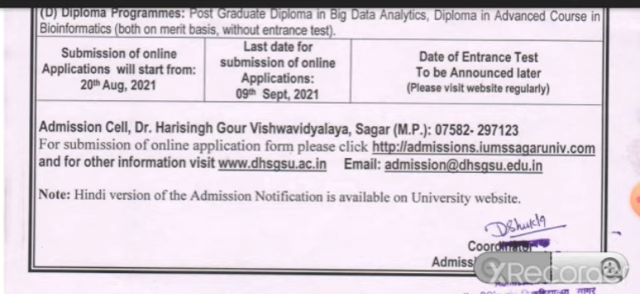 (D) Diploma Programmes: Post Graduate Diploma in Big Data Analytics, Diploma in Advanced Course in
Bioinformatics (both on merit basis, without entrance test).
Submission of online
Applications will start from:
20th Aug, 2021
Last date for
submission of online
Applications:
09th Sept, 2021
Date of Entrance Test
To be Announced later
(Please visit website regularly)
Admission Cell, Dr. Harisingh Gour Vishwavidyalaya, Sagar (M.P.): 07582- 297123
For submission of online application form please click http://admissions.iumssagaruniv.com
and for other information visit www.dhsgsu.ac.in Email: admission@dhsgsu.edu.in
Note: Hindi version of the Admission Notification is available on University website.
DShukla
Coordinator
Admiss
XRecorder
सागर